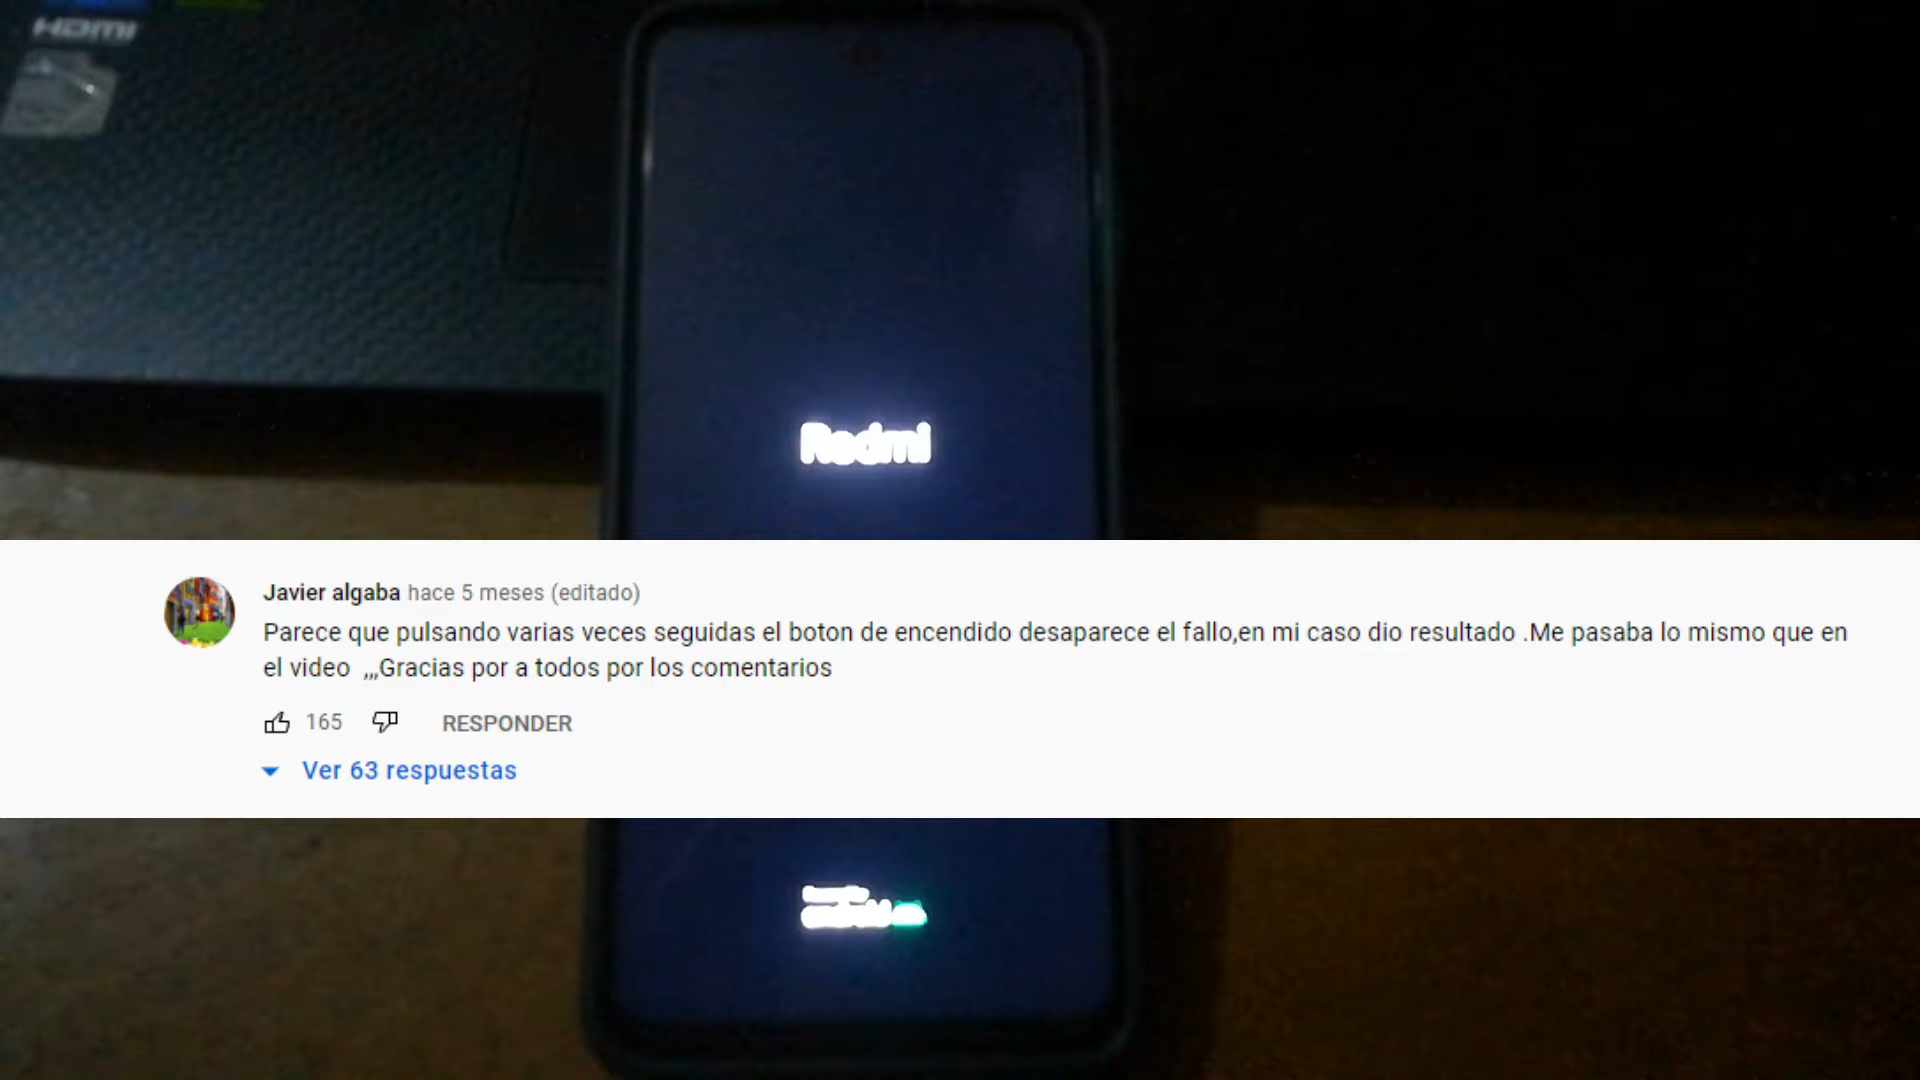 HDMI
Redmi
Javier algaba hace 5 meses (editado)
Parece que pulsando varias veces seguidas el boton de encendido desaparece el fallo,en mi caso dio resultado .Me pasaba lo mismo que en
el video ,,,Gracias por a todos por los comentarios
165 RESPONDER
Ver 63 respuestas
android